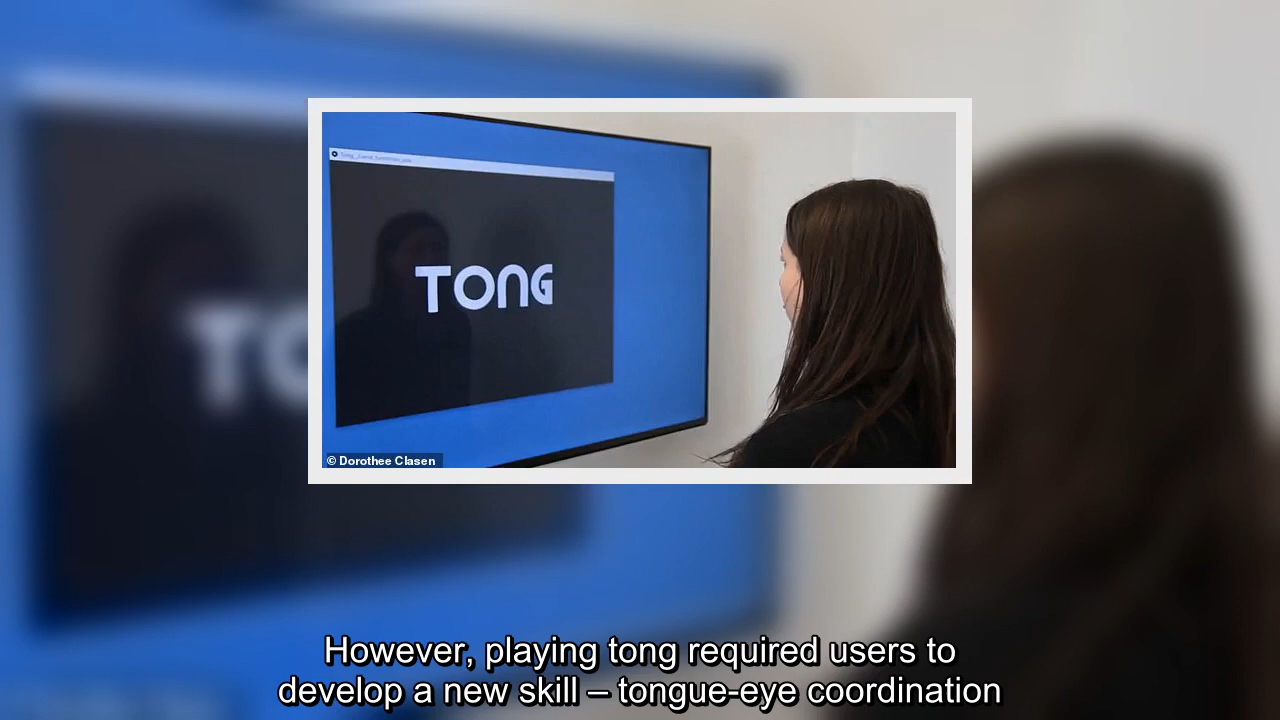 TONG
© Dorothee Clasen
However, playing tong required users to
develop a new skill – tongue-eye coordination